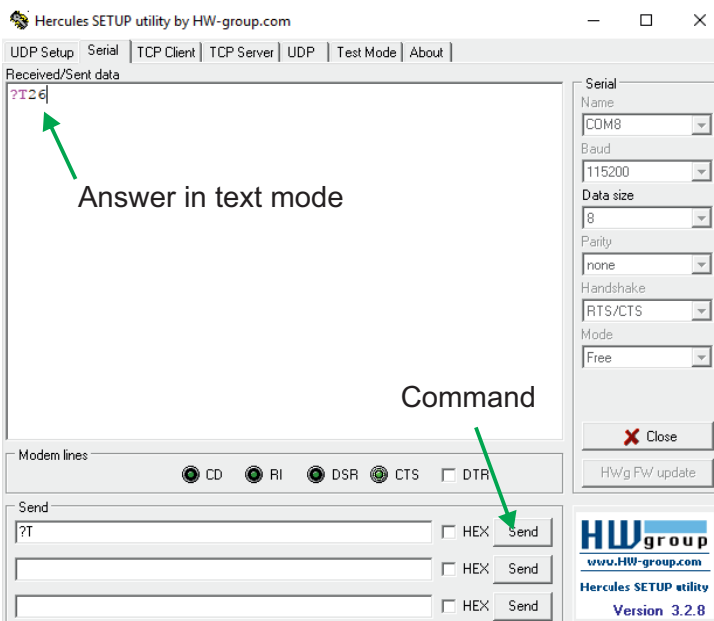 Hercules SETUP utility by HW-group.com
UDP Setup Serial TCP Client TCP Server UDP Test Mode About
Received/Sent data
?T26
Answer in text mode
Serial
Name
COM8
Baud
115200
Data size
8
Parity
none
Handshake
RTS/CTS
Mode
Free
Command
Close
HWg FW update
Modem lines
CD RI DSR CTS DTR
Send
?T HEX Send
HEX Send
HEX Send
HW group
www.HW-group.com
Hercules SETUP utility
Version 3.2.8